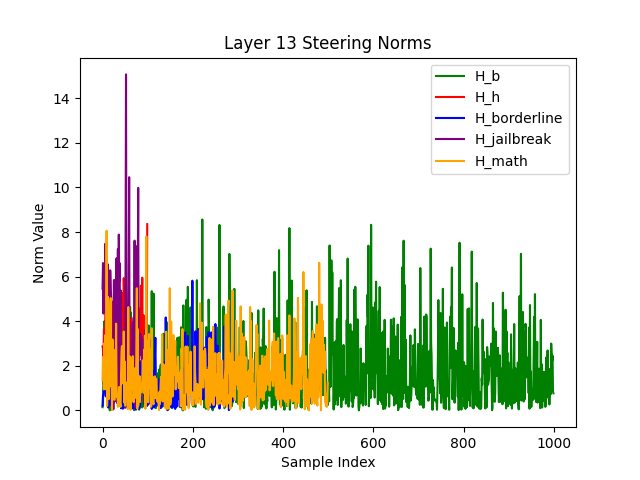 Layer 13 Steering Norms
H_b
H_h
H_borderline
H_jailbreak
H_math
Norm Value
14
12
10
8
6
4
2
0
0 200 400 600 800 1000
Sample Index